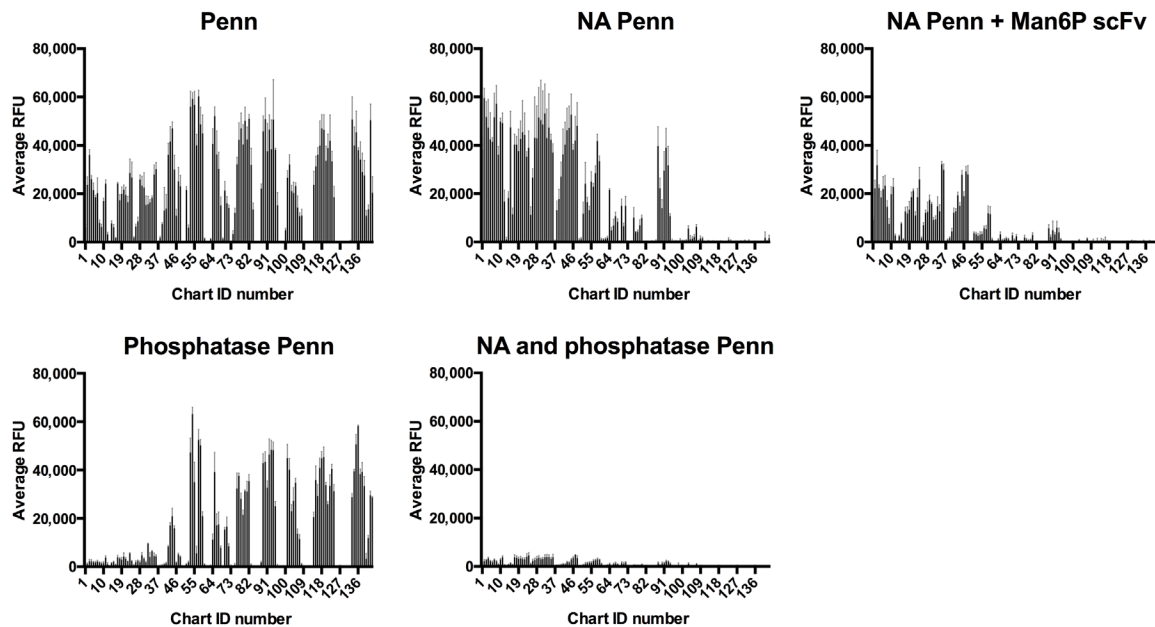 Penn
NA Penn
NA Penn + Man6P scFv
Average RFU
80,000
60,000
40,000
20,000
0
1 10 19 28 37 46 55 64 73 82 91 100 109 118 127 136
Chart ID number
Average RFU
80,000
60,000
40,000
20,000
0
1 10 19 28 37 46 55 64 73 82 91 100 109 118 127 136
Chart ID number
Average RFU
80,000
60,000
40,000
20,000
0
1 10 19 28 37 46 55 64 73 82 91 100 109 118 127 136
Chart ID number
Phosphatase Penn
NA and phosphatase Penn
Average RFU
80,000
60,000
40,000
20,000
0
1 10 19 28 37 46 55 64 73 82 91 100 109 118 127 136
Chart ID number
Average RFU
80,000
60,000
40,000
20,000
0
1 10 19 28 37 46 55 64 73 82 91 100 109 118 127 136
Chart ID number